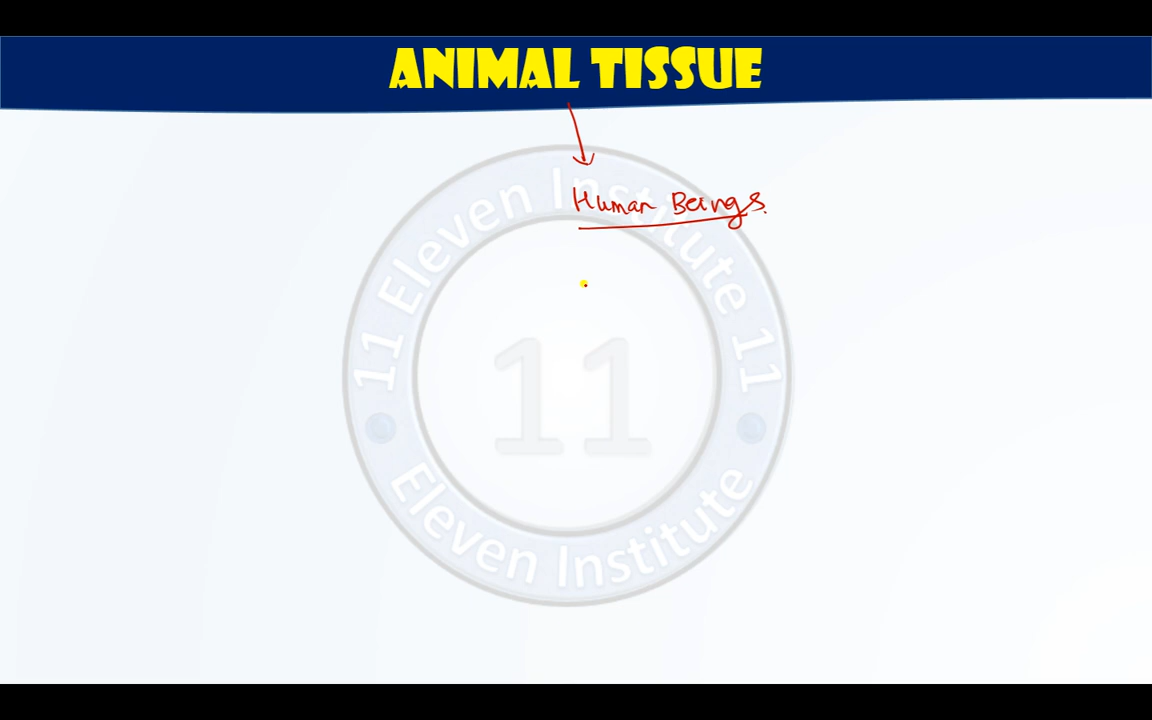 ANIMAL TISSUE
Human Beings.
11 Eleven Institute 11
11
Eleven Institute